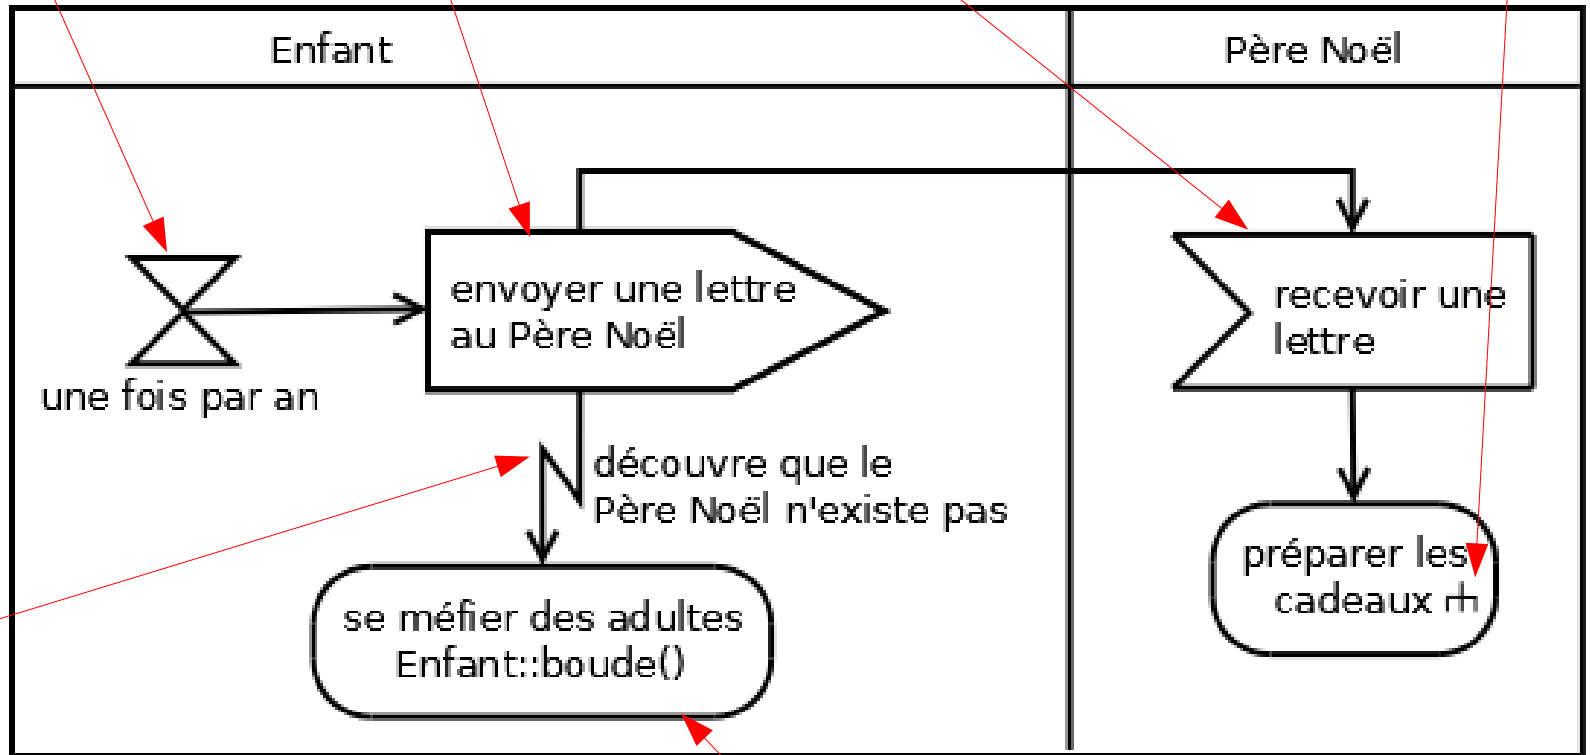 Enfant
Père Noël
envoyer une lettre
au Père Noël
recevoir une
lettre
une fois par an
découvre que le
Père Noël n'existe pas
préparer les
cadeaux
se méfier des adultes
Enfant::boude()